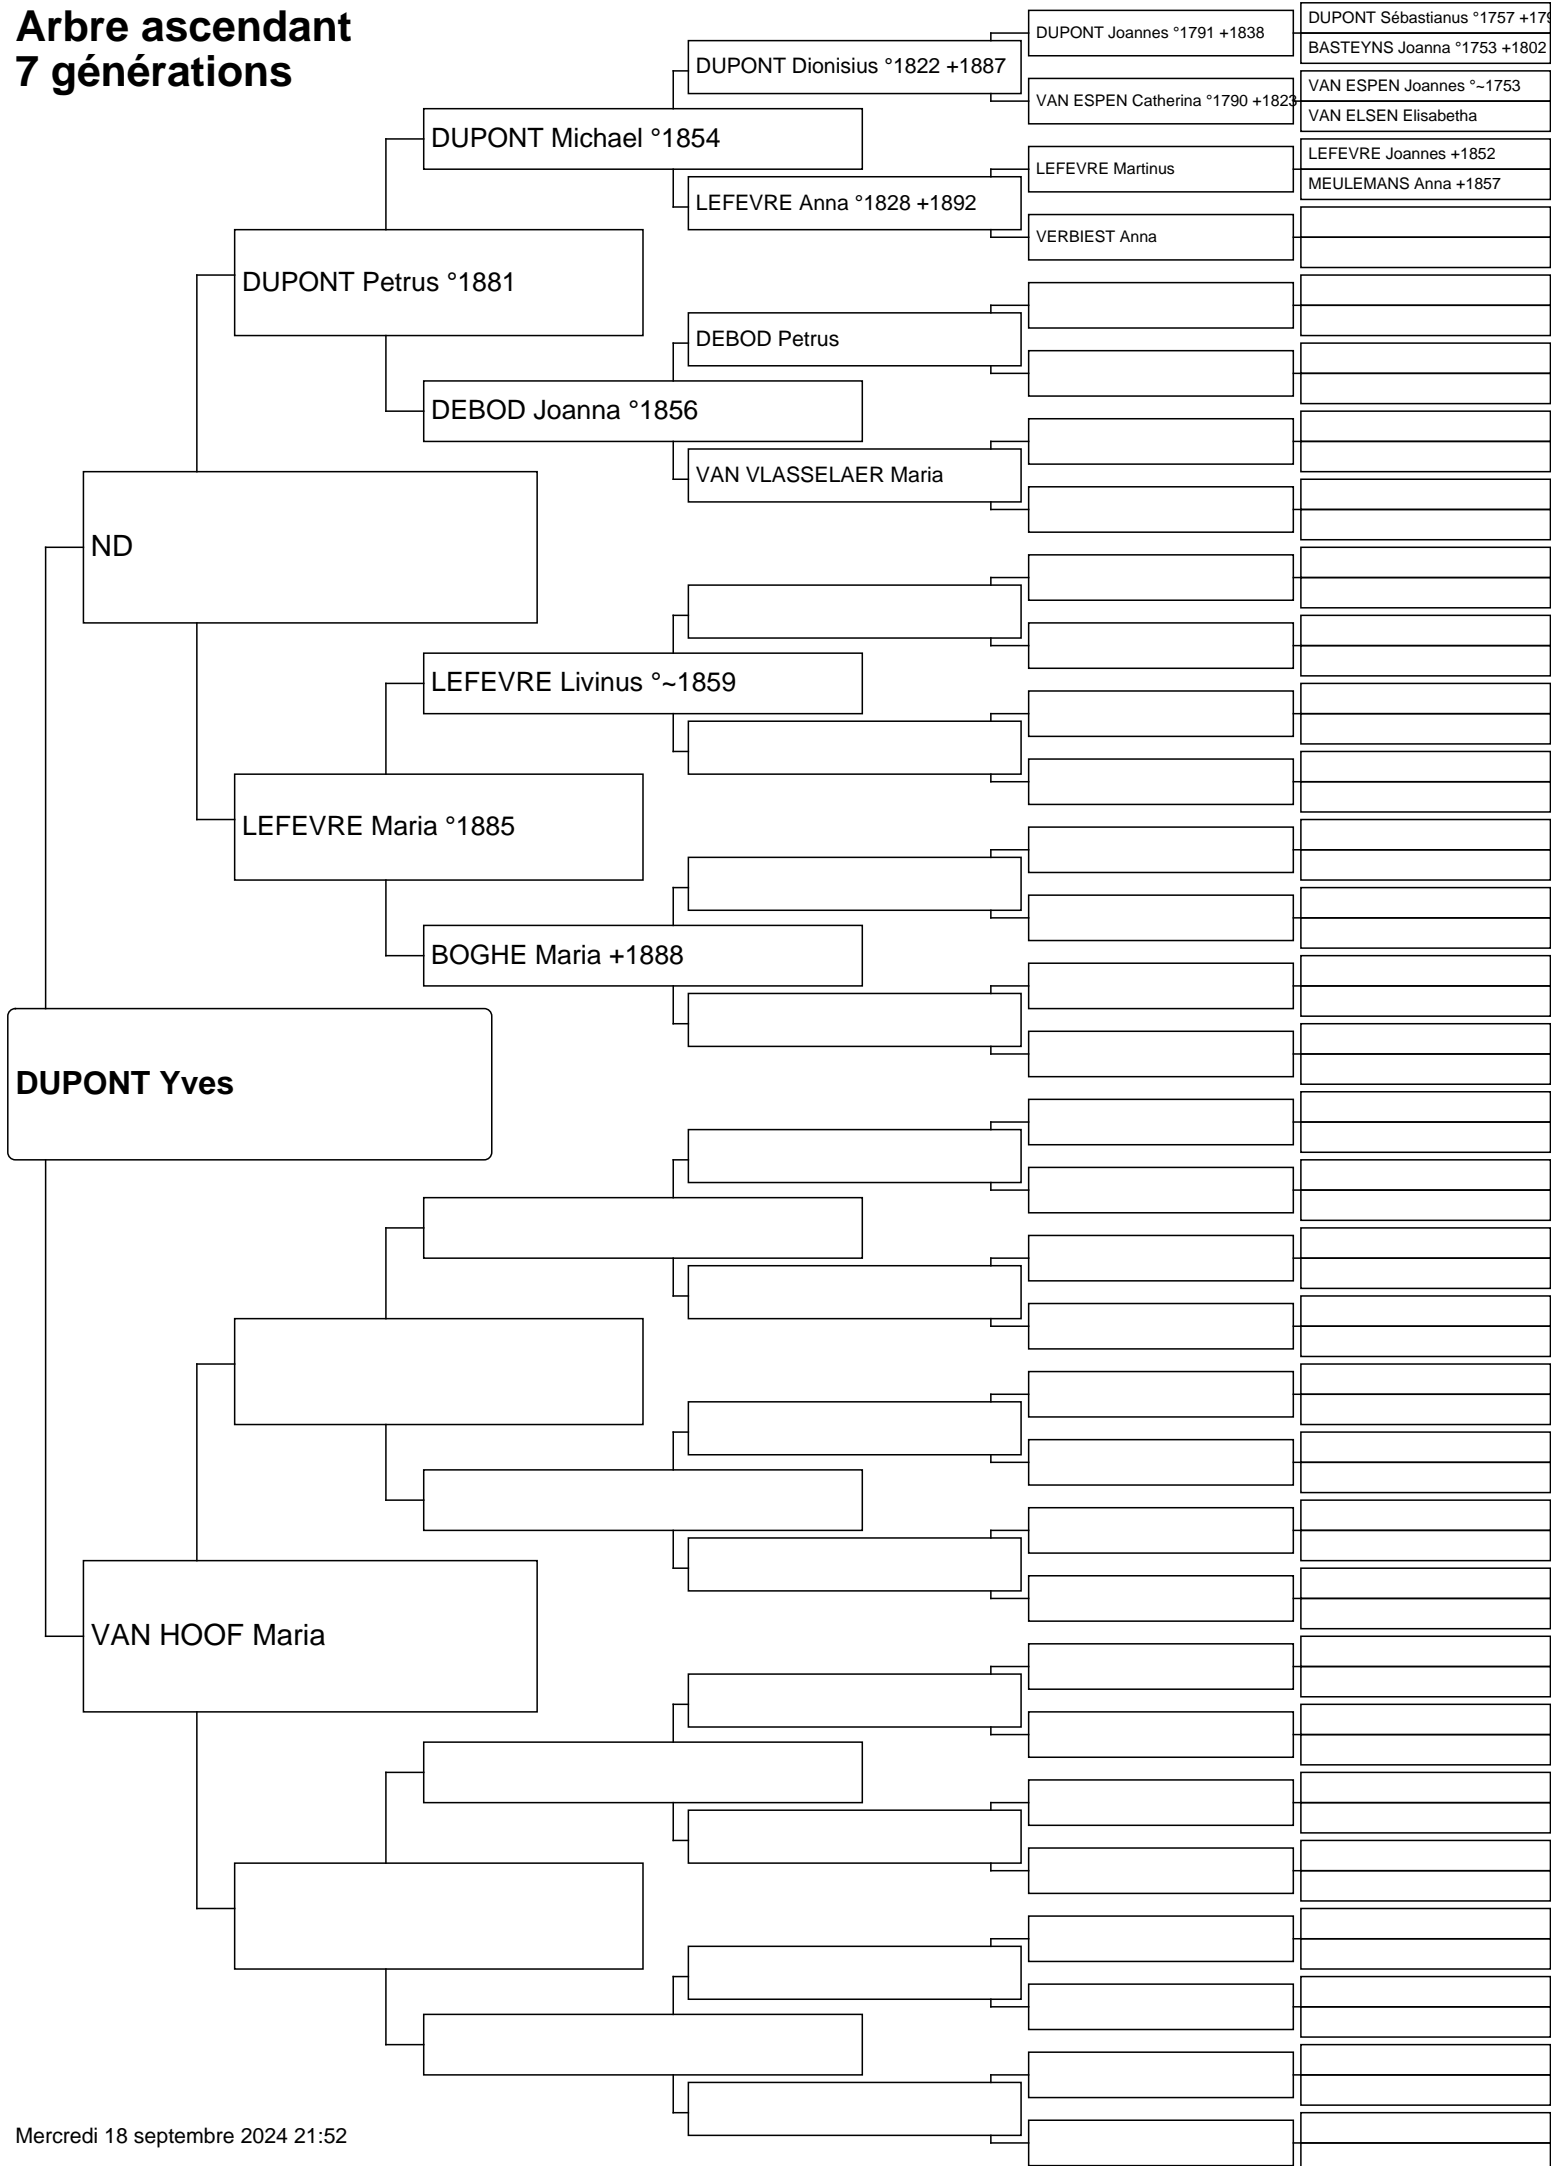 Arbre ascendant
7 générations
DUPONT Yves
ND
VAN HOOF Maria
DUPONT Petrus °1881
LEFEVRE Maria °1885
DUPONT Michael °1854
DEBOD Joanna °1856
LEFEVRE Livinus °~1859
BOGHE Maria +1888
DUPONT Dionisius °1822 +1887
LEFEVRE Anna °1828 +1892
DEBOD Petrus
VAN VLASSELAER Maria
DUPONT Joannes °1791 +1838
VAN ESPEN Catherina °1790 +1823
LEFEVRE Martinus
VERBIEST Anna
DUPONT Sébastianus °1757
BASTEYNS Joanna °1753 +1802
VAN ESPEN Joannes °~1753
VAN ELSEN Elisabetha
LEFEVRE Joannes +1852
MEULEMANS Anna +1857
Mercredi 18 septembre 2024 21:52